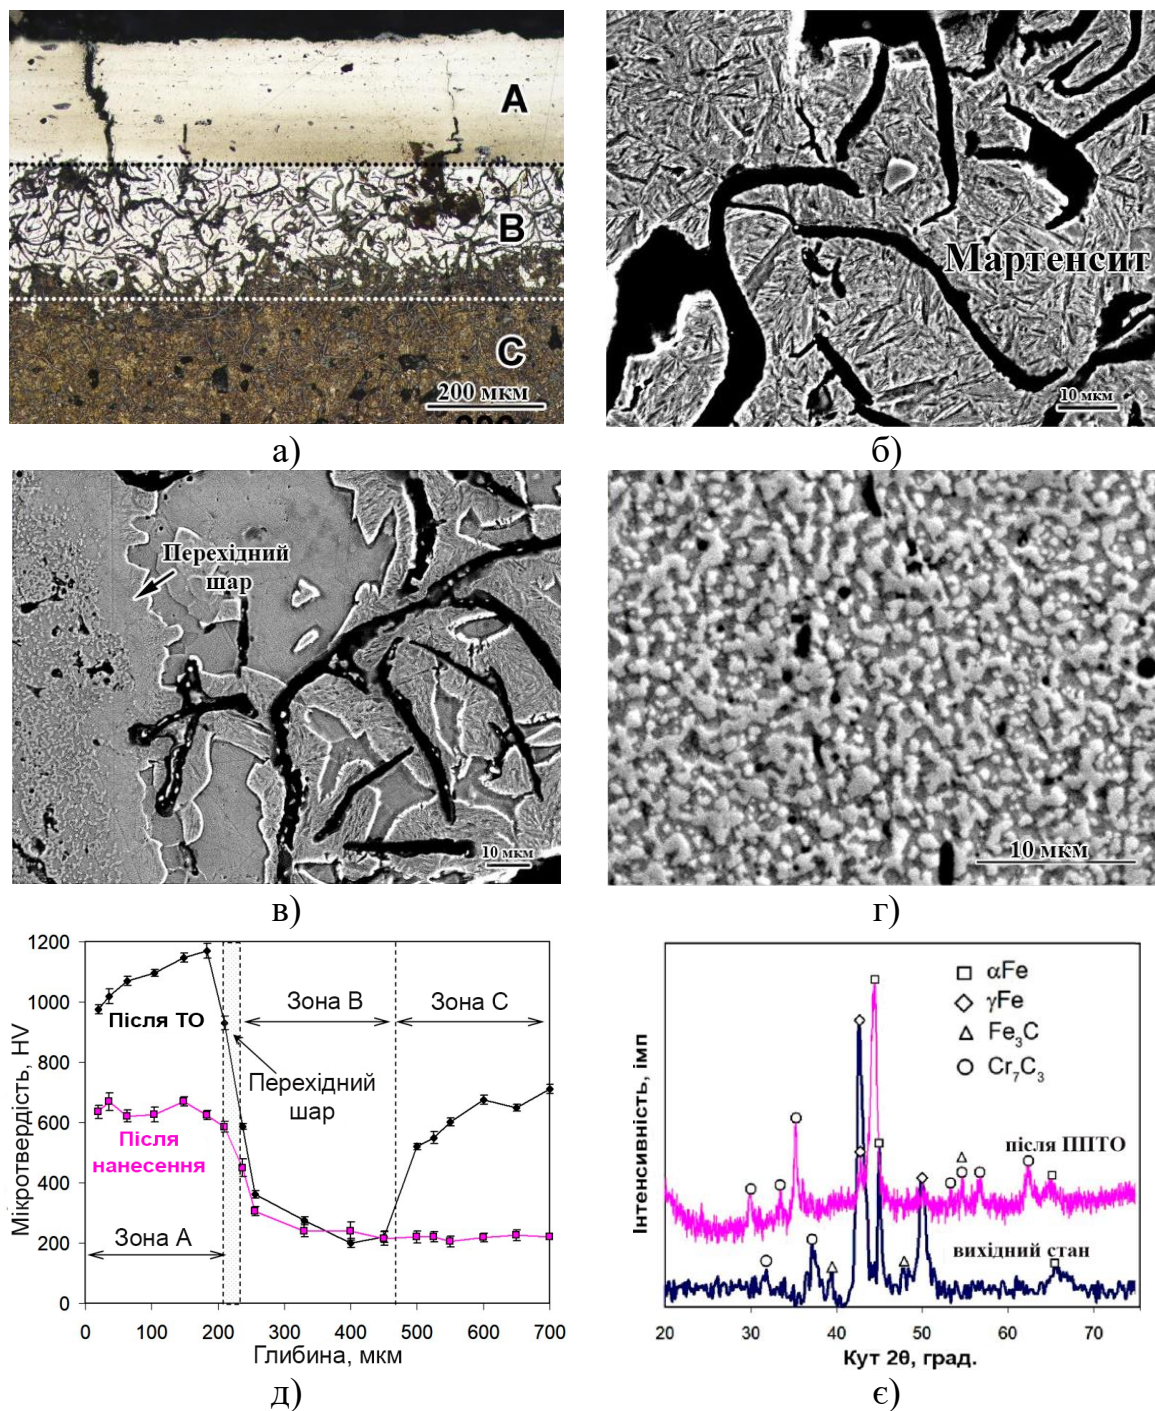 A
B
C
200 мкм
а)
Мартенсит
10 мкм
б)
Перехідний
шар
10 мкм
в)
10 мкм
г)
Мікротвердість, HV
1200
1000
800
600
400
200
0
Після ТО
Після
нанесення
Зона А
Зона В
Зона С
Перехідний
шар
0 100 200 300 400 500 600 700
Глибина, мкм
д)
Інтенсивність, імп
αFe
γFe
Fe3C
Cr7C3
після ППТО
вихідний стан
20 30 40 50 60 70
Кут 2θ, град.
є)